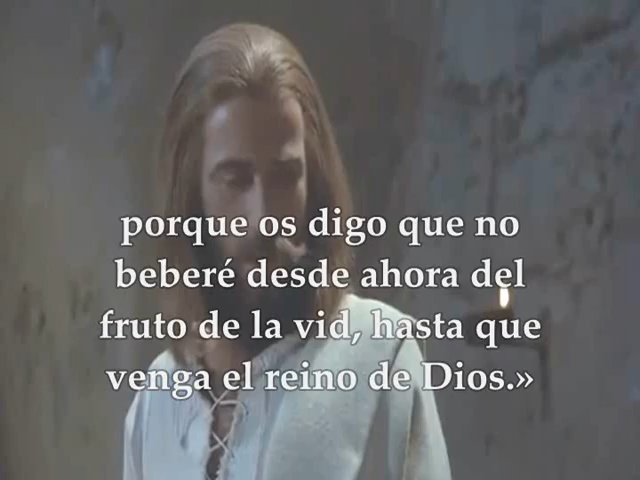 porque os digo que no
beberé desde ahora del
fruto de la vid, hasta que
venga el reino de Dios.»